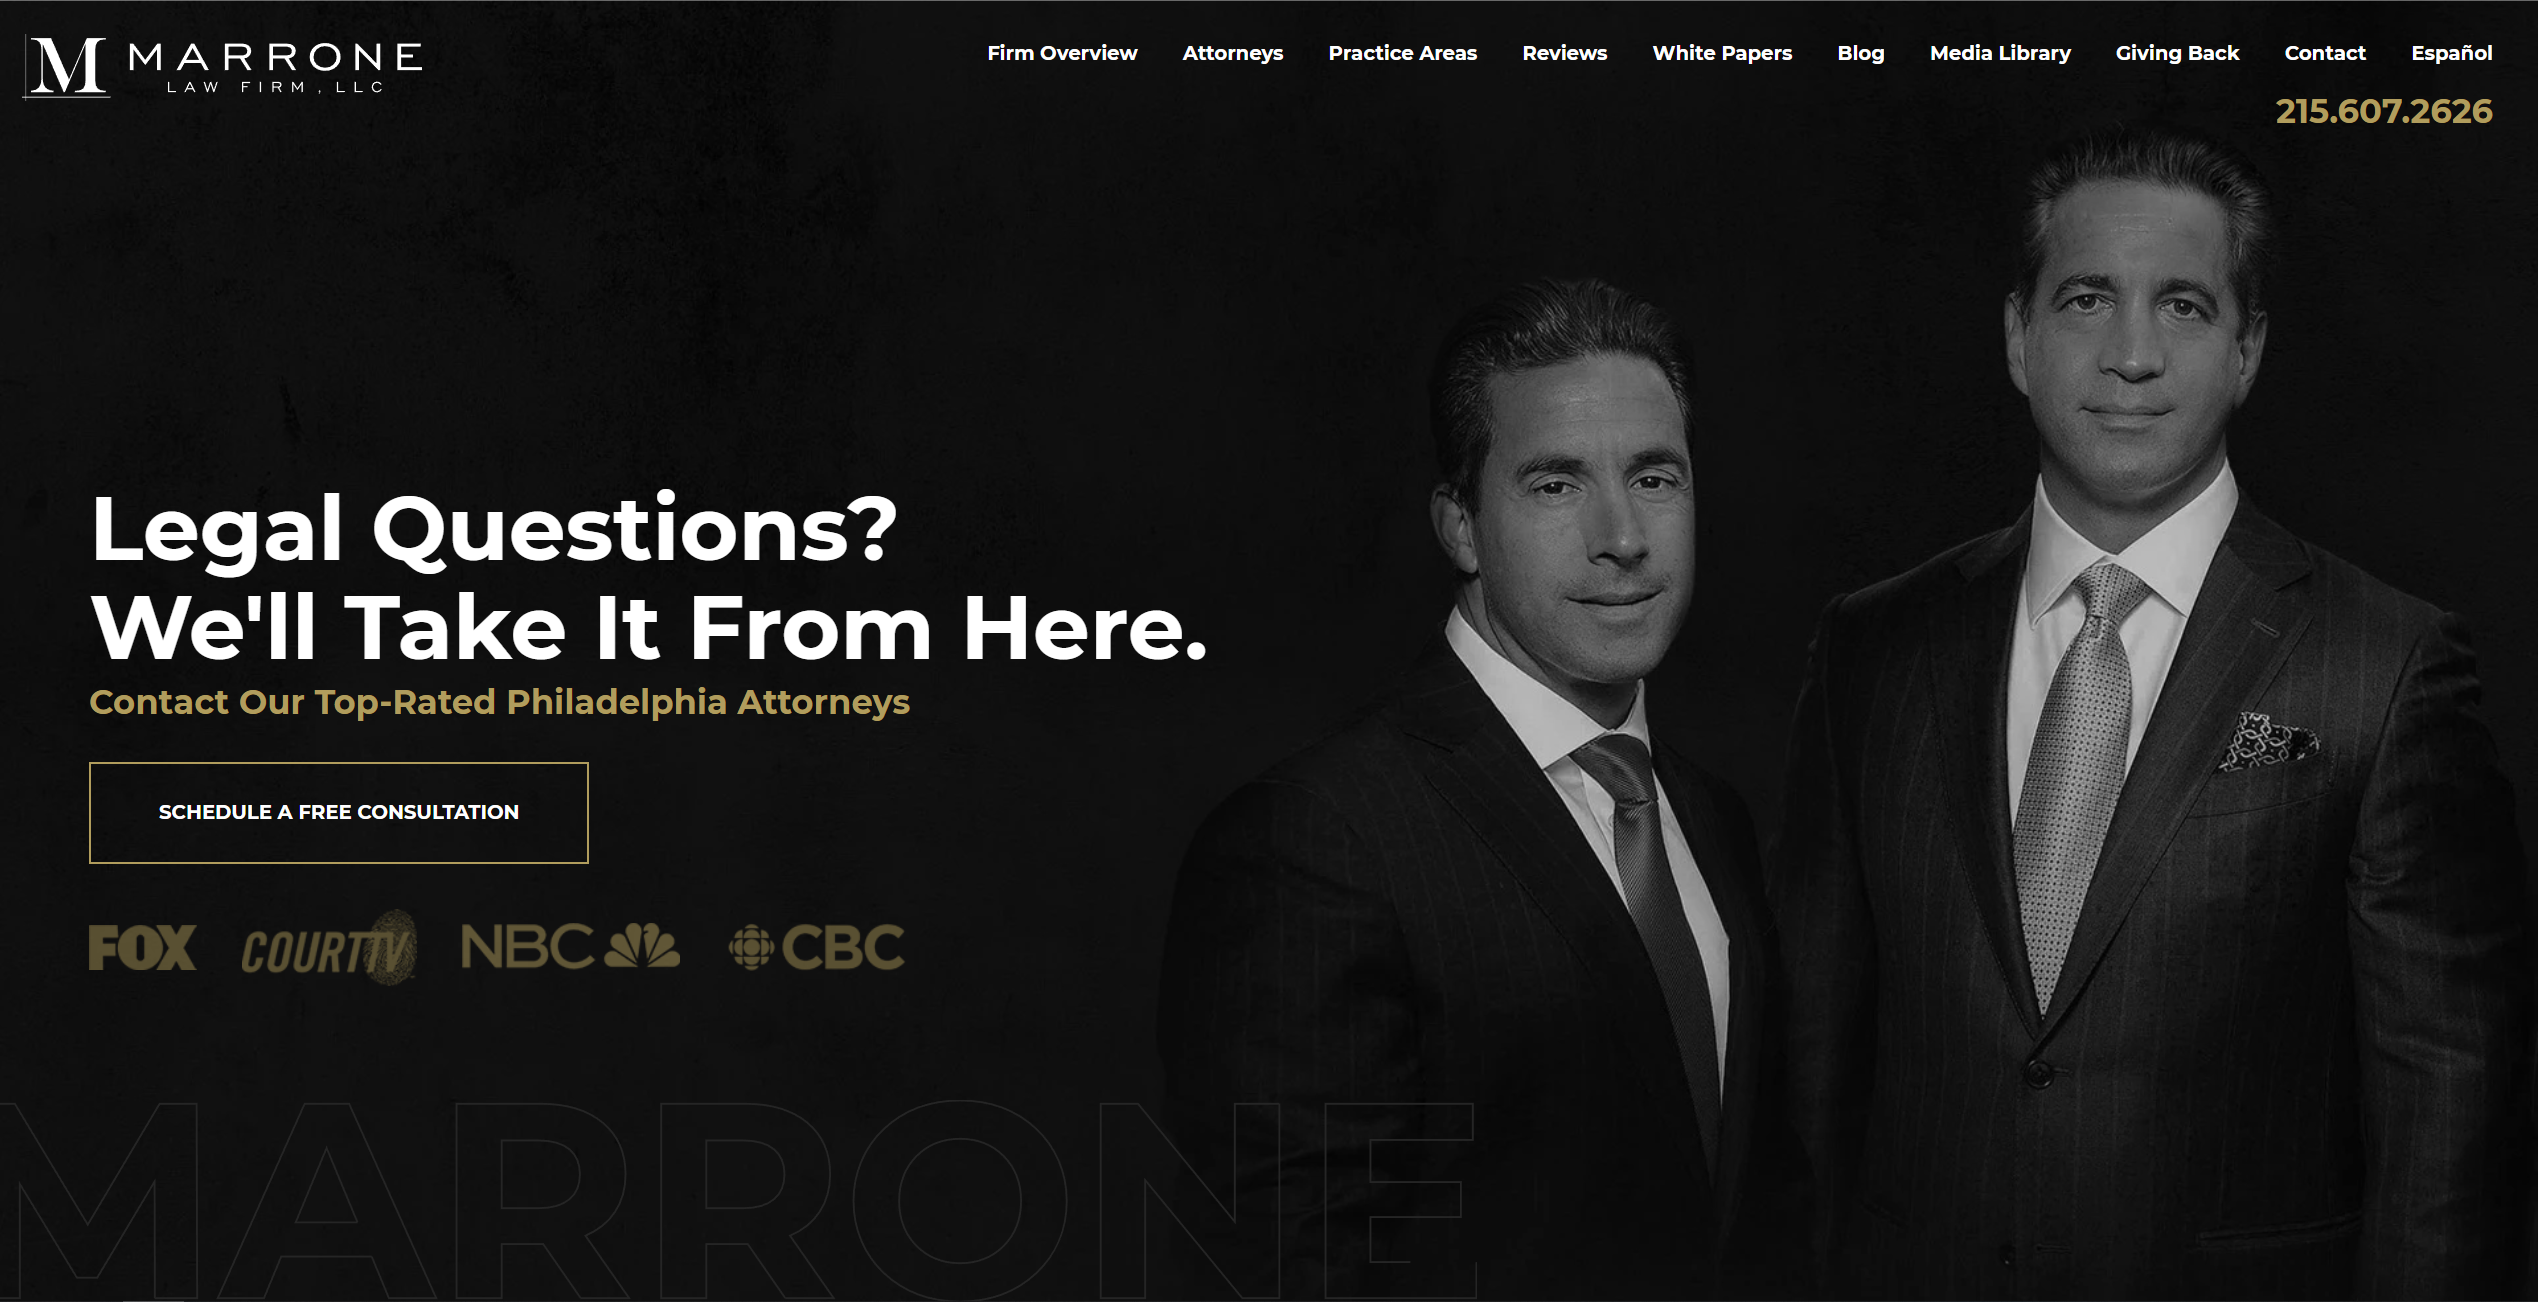 M MARRONE
LAW FIRM, LLC
Firm Overview Attorneys Practice Areas Reviews White Papers Blog Media Library Giving Back Contact Español
215.607.2626
Legal Questions?
We'll Take It From Here.
Contact Our Top-Rated Philadelphia Attorneys
SCHEDULE A FREE CONSULTATION
FOX COURT TV NBC CBC
MARRONE